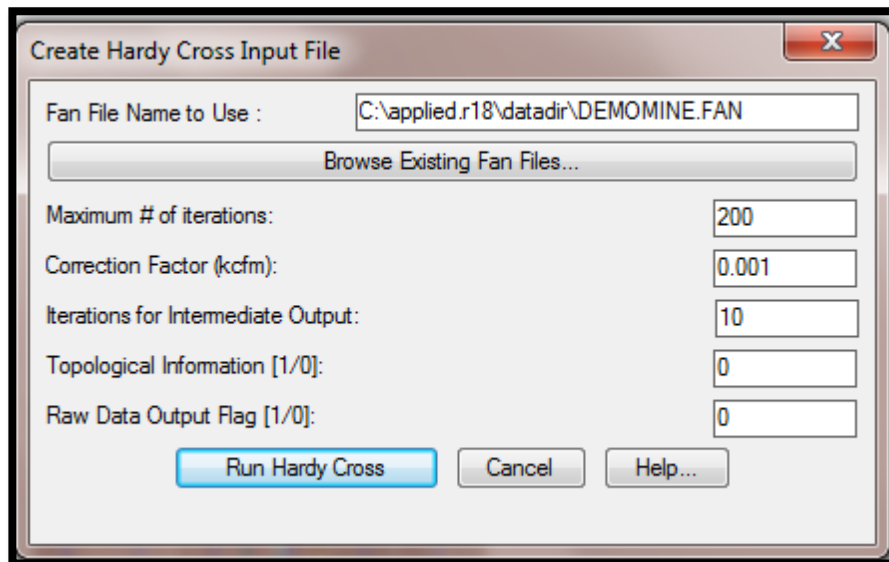 Create Hardy Cross Input File
Fan File Name to Use : C:\applied.r18\datadir\DEMOMINE.FAN
Browse Existing Fan Files...
Maximum # of iterations: 200
Correction Factor (kcfm): 0.001
Iterations for Intermediate Output: 10
Topological Information [1/0]: 0
Raw Data Output Flag [1/0]: 0
Run Hardy Cross Cancel Help...